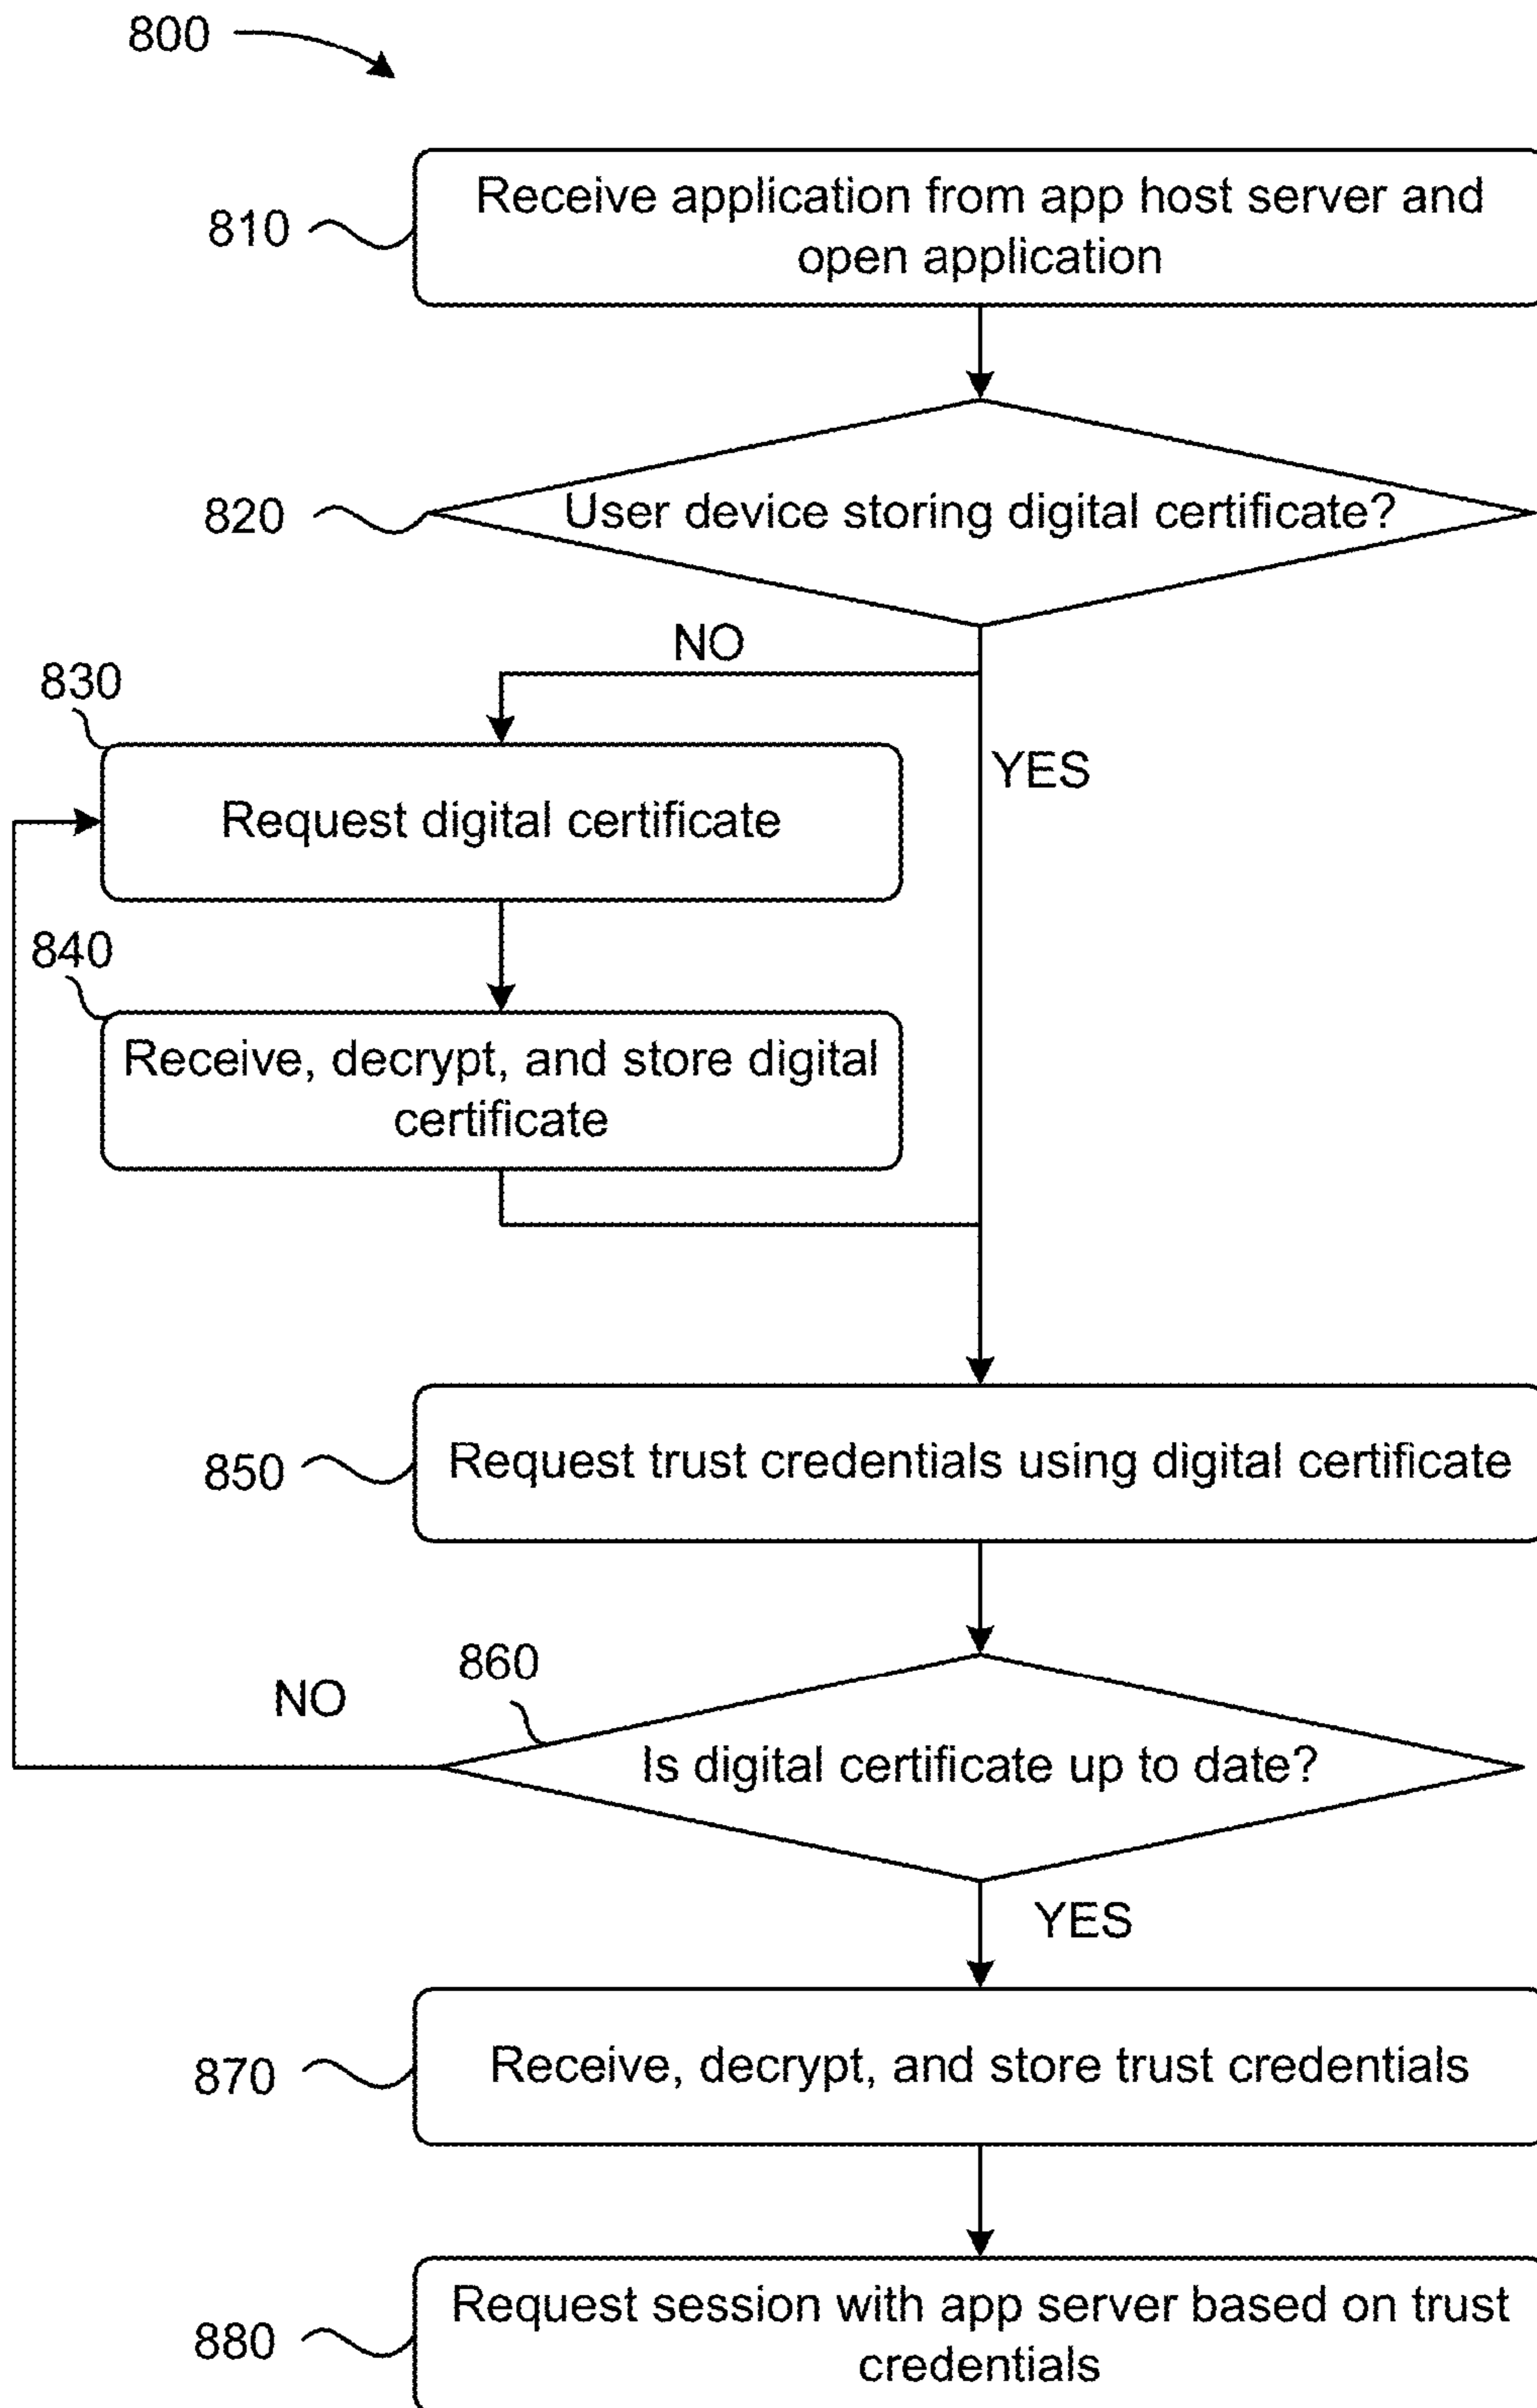 800
810
Receive application from app host server and
open application
820
User device storing digital certificate?
NO
YES
830
Request digital certificate
840
Receive, decrypt, and store digital
certificate
850
Request trust credentials using digital certificate
860
NO
Is digital certificate up to date?
YES
870
Receive, decrypt, and store trust credentials
880
Request session with app server based on trust
credentials